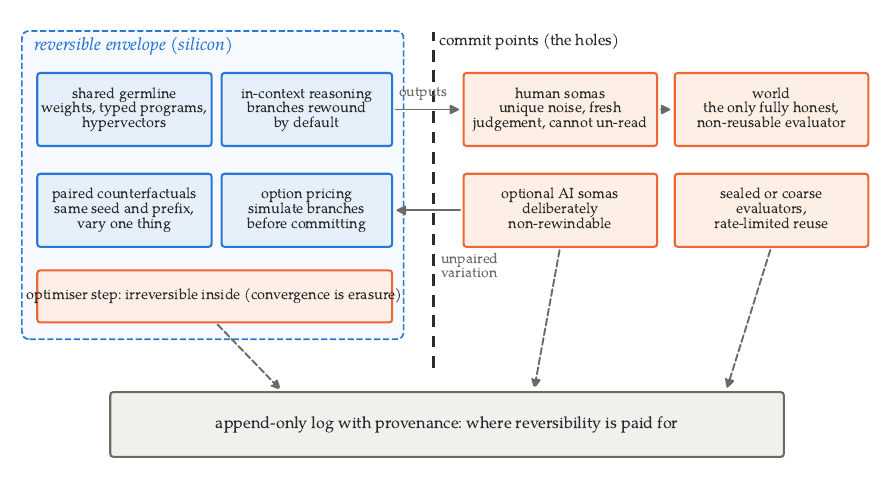 reversible envelope (silicon)
commit points (the holes)
shared germline
weights, typed programs,
hypervectors
in-context reasoning
branches rewound
by default
outputs
human somas
unique noise, fresh
judgement, cannot un-read
world
the only fully honest,
non-reusable evaluator
paired counterfactuals
same seed and prefix,
vary one thing
option pricing
simulate branches
before committing
optional AI somas
deliberately
non-rewindable
sealed or coarse
evaluators,
rate-limited reuse
unpaired
variation
optimiser step: irreversible inside (convergence is erasure)
append-only log with provenance: where reversibility is paid for